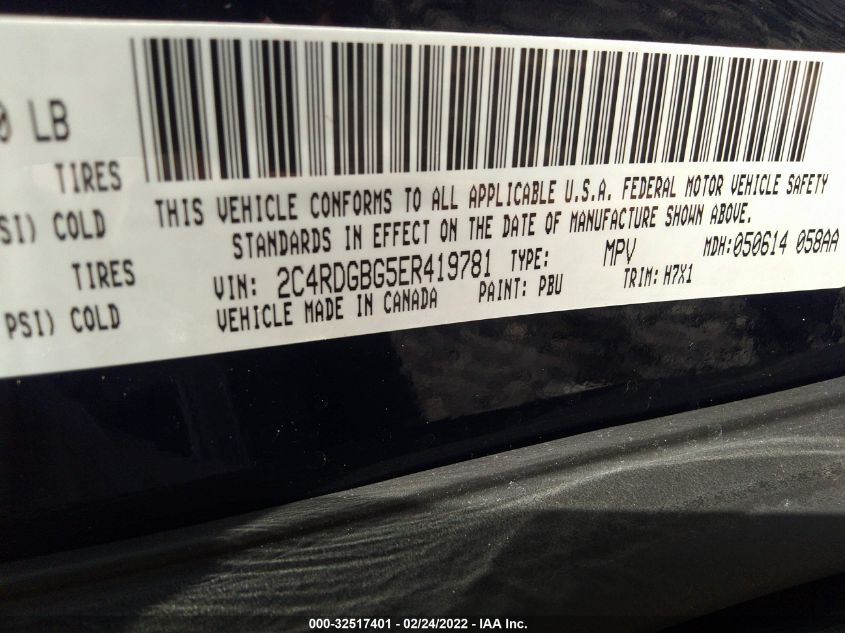 0 LB
TIRES
SI) COLD
TIRES
PSI) COLD
THIS VEHICLE CONFORMS TO ALL APPLICABLE U.S.A. FEDERAL MOTOR VEHICLE SAFETY
STANDARDS IN EFFECT ON THE DATE OF MANUFACTURE SHOWN ABOVE.
VIN: 2C4RDGBG5ER419781 TYPE: MPV MDH:050614 058AA
VEHICLE MADE IN CANADA PAINT: PBU TRIM: H7X1
000-32517401 - 02/24/2022 - IAA Inc.